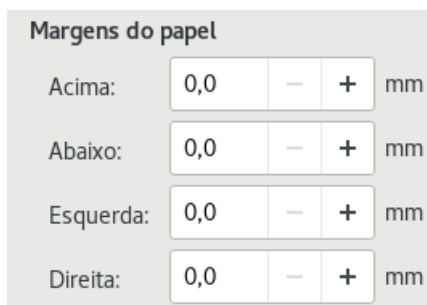 Margens do papel
Acima: 0,0 − + mm
Abaixo: 0,0 − + mm
Esquerda: 0,0 − + mm
Direita: 0,0 − + mm